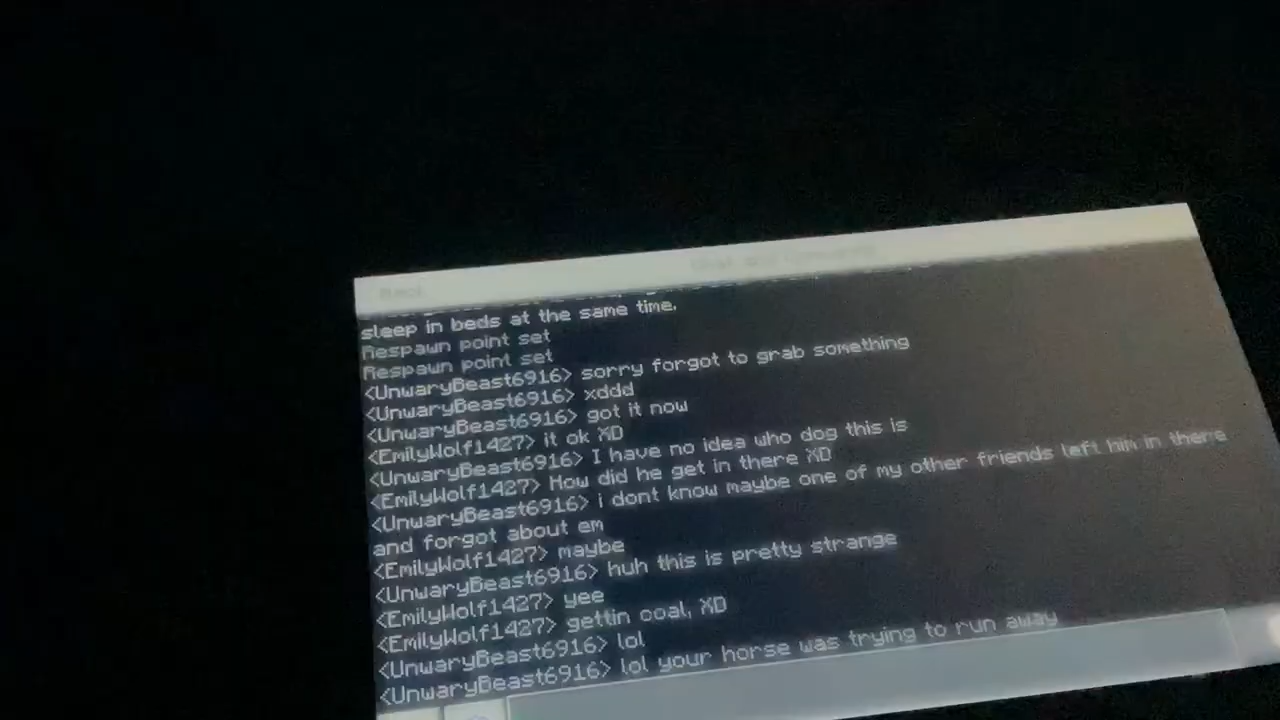 sleep in beds at the same time.
Respawn point set
Respawn point set
<UnwaryBeast6916> sorry forgot to grab something
<UnwaryBeast6916> xddd
<UnwaryBeast6916> got it now
<EmilyWolf1427> it ok XD
<UnwaryBeast6916> I have no idea who dog this is
<EmilyWolf1427> How did he get in there XD
<UnwaryBeast6916> i dont know maybe one of my other friends left him in there
and forgot about em
<EmilyWolf1427> maybe
<UnwaryBeast6916> huh this is pretty strange
<EmilyWolf1427> yee
<EmilyWolf1427> gettin coal, XD
<UnwaryBeast6916> lol
<UnwaryBeast6916> lol your horse was trying to run away